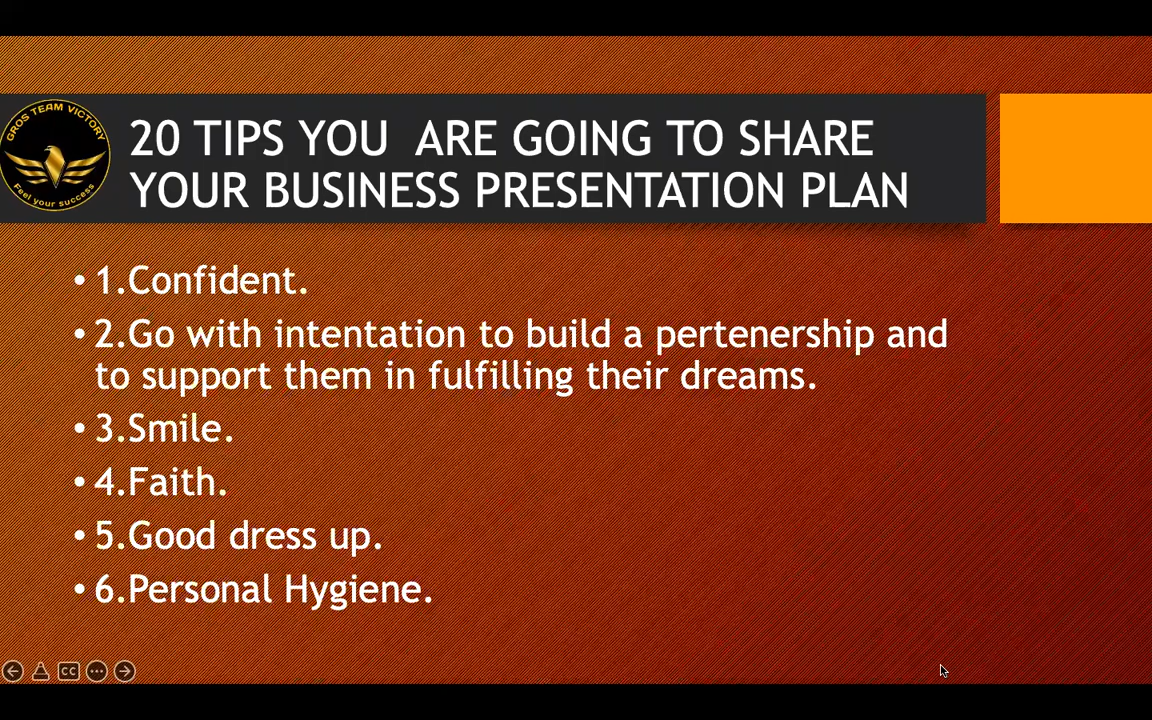 GROS TEAM VICTORY
Feel your success
20 TIPS YOU  ARE GOING TO SHARE
YOUR BUSINESS PRESENTATION PLAN
• 1.Confident.
• 2.Go with intentation to build a pertenership and
to support them in fulfilling their dreams.
• 3.Smile.
• 4.Faith.
• 5.Good dress up.
• 6.Personal Hygiene.
CC